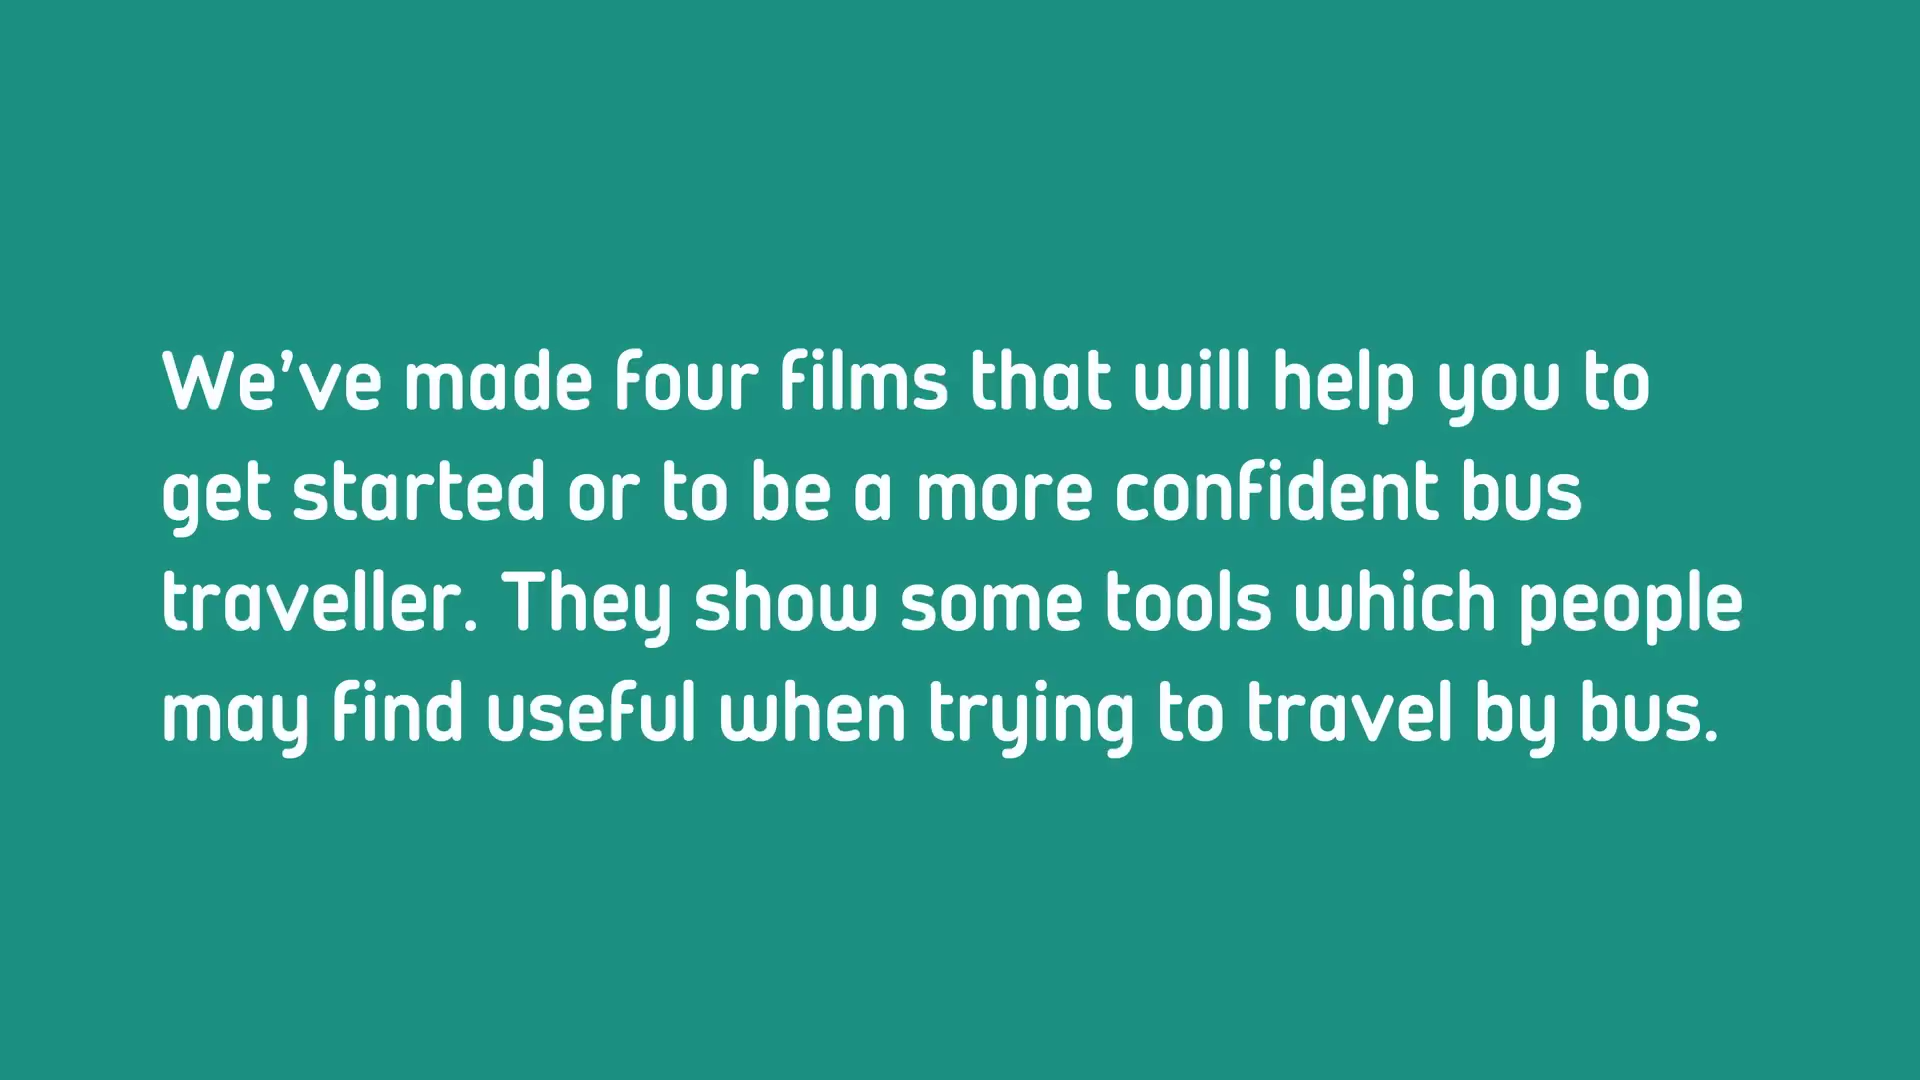 We’ve made four films that will help you to
get started or to be a more confident bus
traveller. They show some tools which people
may find useful when trying to travel by bus.